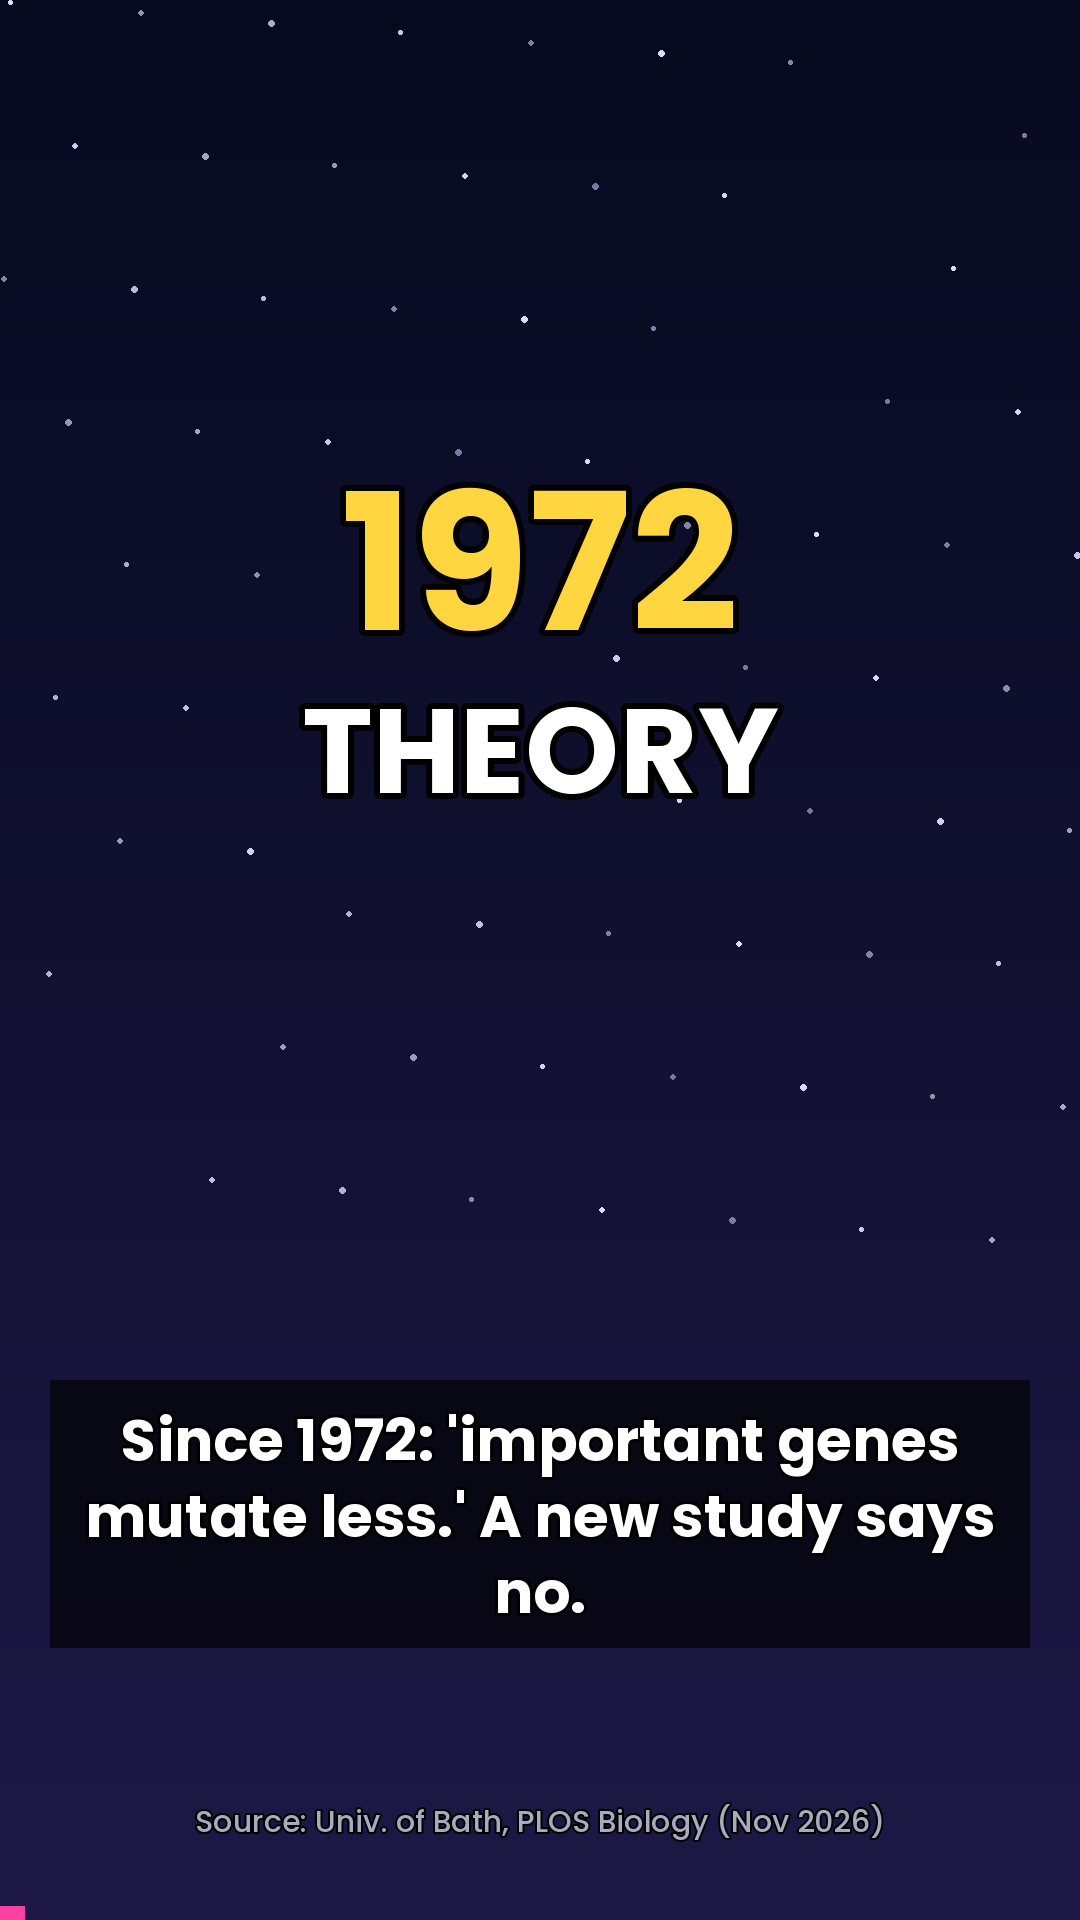 1972
THEORY
Since 1972: 'important genes
mutate less.' A new study says
no.
Source: Univ. of Bath, PLOS Biology (Nov 2026)